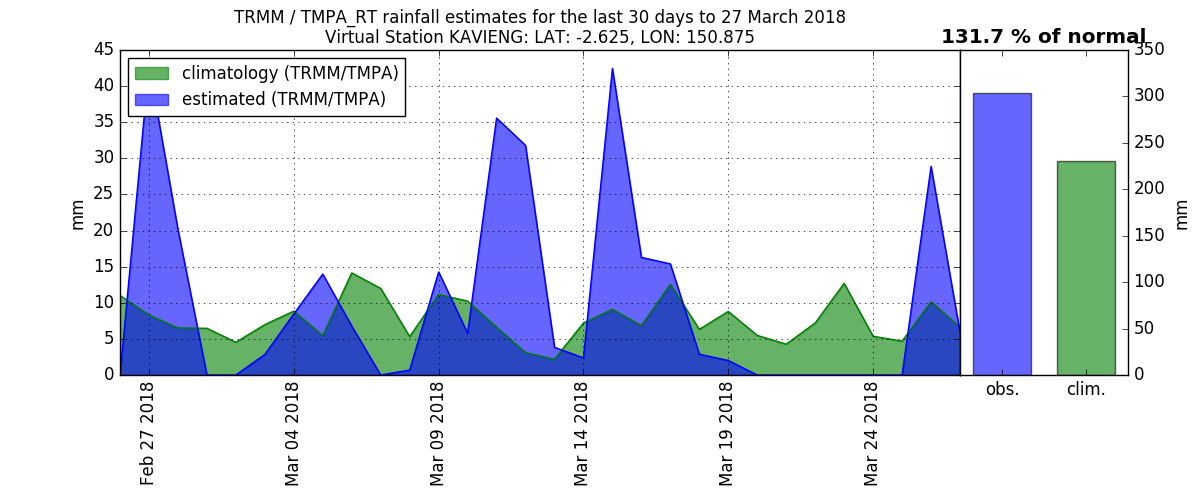 TRMM / TMPA_RT rainfall estimates for the last 30 days to 27 March 2018
Virtual Station KAVIENG: LAT: -2.625, LON: 150.875
131.7 % of normal
climatology (TRMM/TMPA)
estimated (TRMM/TMPA)
mm
45
40
35
30
25
20
15
10
5
0
Feb 27 2018
Mar 04 2018
Mar 09 2018
Mar 14 2018
Mar 19 2018
Mar 24 2018
obs.
clim.
350
300
250
200
150
100
50
0
mm